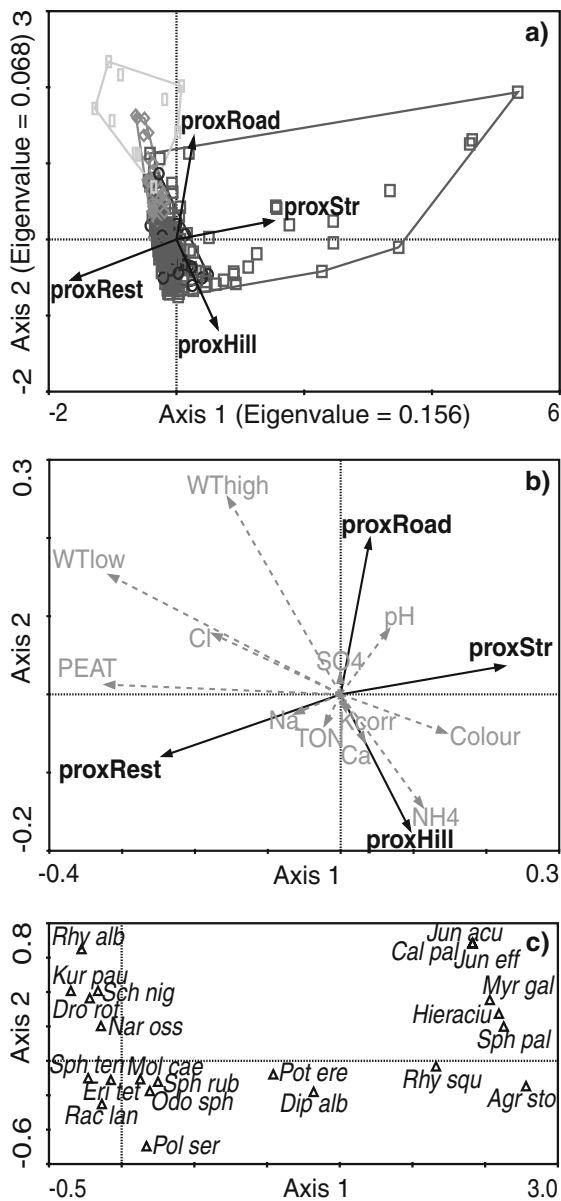 3
a)
Axis 2 (Eigenvalue = 0.068)
proxRoad
proxStr
proxRest
proxHill
-2
-2
Axis 1 (Eigenvalue = 0.156)
6
0.3
b)
WThigh
proxRoad
WTlow
pH
Cl
SO4
proxStr
Axis 2
PEAT
Na
Kcorr
TON
Colour
Ca
proxRest
NH4
proxHill
-0.2
-0.4
Axis 1
0.3
0.8
c)
Rhy alb
Jun acu
Cal pal
Jun eff
Kur pau
Sch nig
Myr gal
Dro rot
Hieraciu
Nar oss
Sph pal
Axis 2
Sph ten
Mol cae
Pot ere
Rhy squ
Eri tet
Sph rub
Agr sto
Rac lan
Odo sph
Dip alb
Pol ser
-0.6
-0.5
Axis 1
3.0